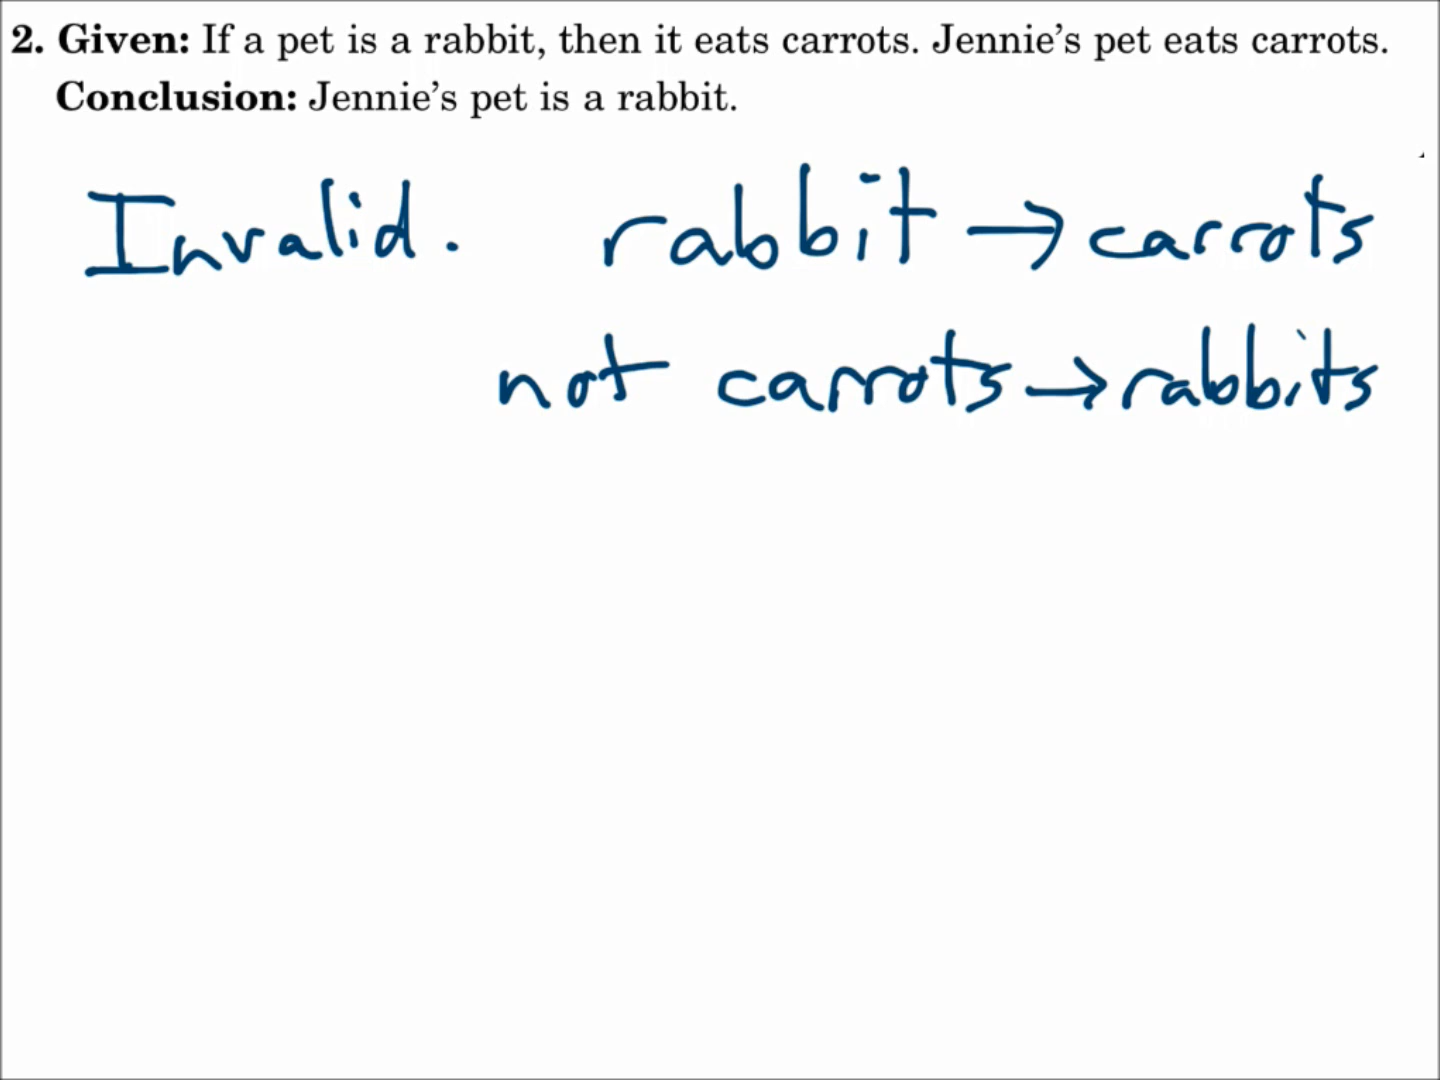 2. Given: If a pet is a rabbit, then it eats carrots. Jennie’s pet eats carrots.
Conclusion: Jennie’s pet is a rabbit.
Invalid. rabbit → carrots
not carrots → rabbits